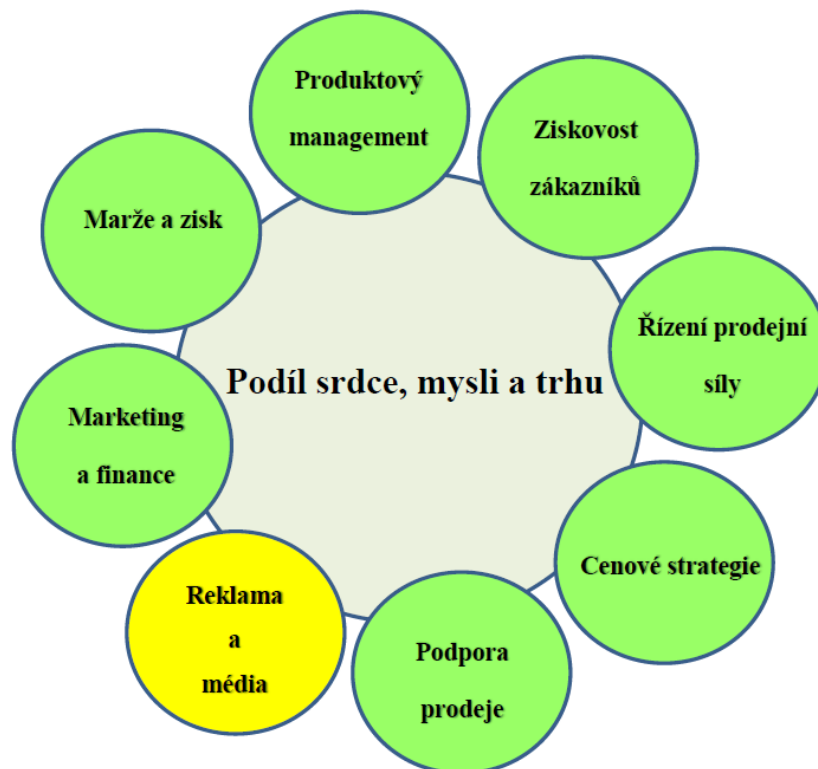 Produktový
management
Ziskovost
zákazníků
Marže a zisk
Řízení prodejní
síly
Podíl srdce, mysli a trhu
Marketing
a finance
Cenové strategie
Reklama
a
média
Podpora
prodeje